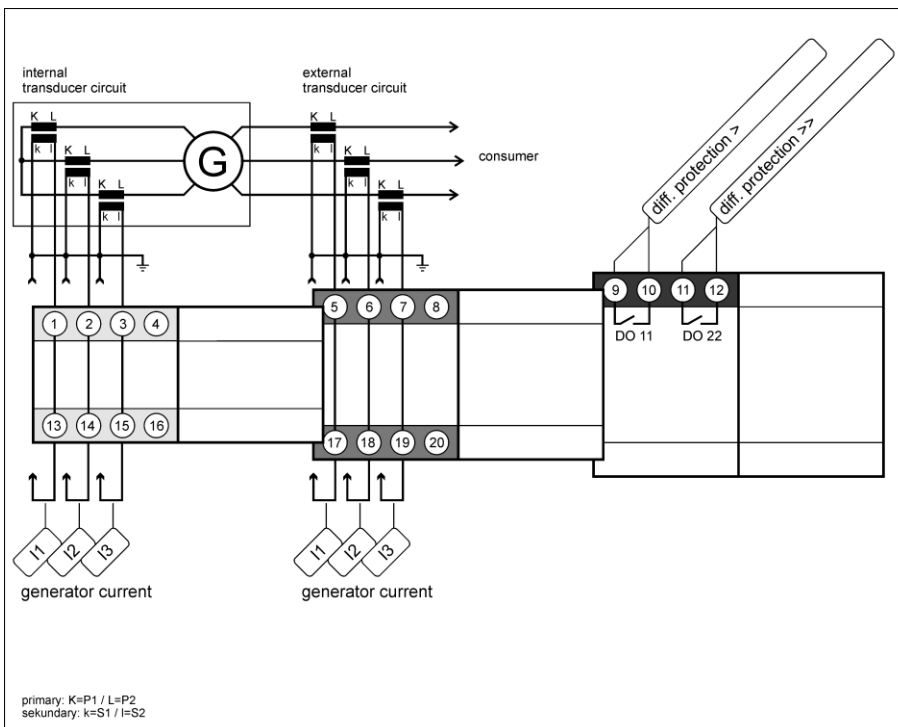 internal
transducer circuit
external
transducer circuit
K L
K L
K L
k l
k l
k l
G
K L
K L
K L
k l
k l
k l
consumer
diff. protection >
diff. protection >>
1 2 3 4
5 6 7 8
9 10 11 12
DO 11
DO 22
13 14 15 16
17 18 19 20
I1 I2 I3
I1 I2 I3
generator current
generator current
primary: K=P1 / L=P2
sekundary: k=S1 / l=S2